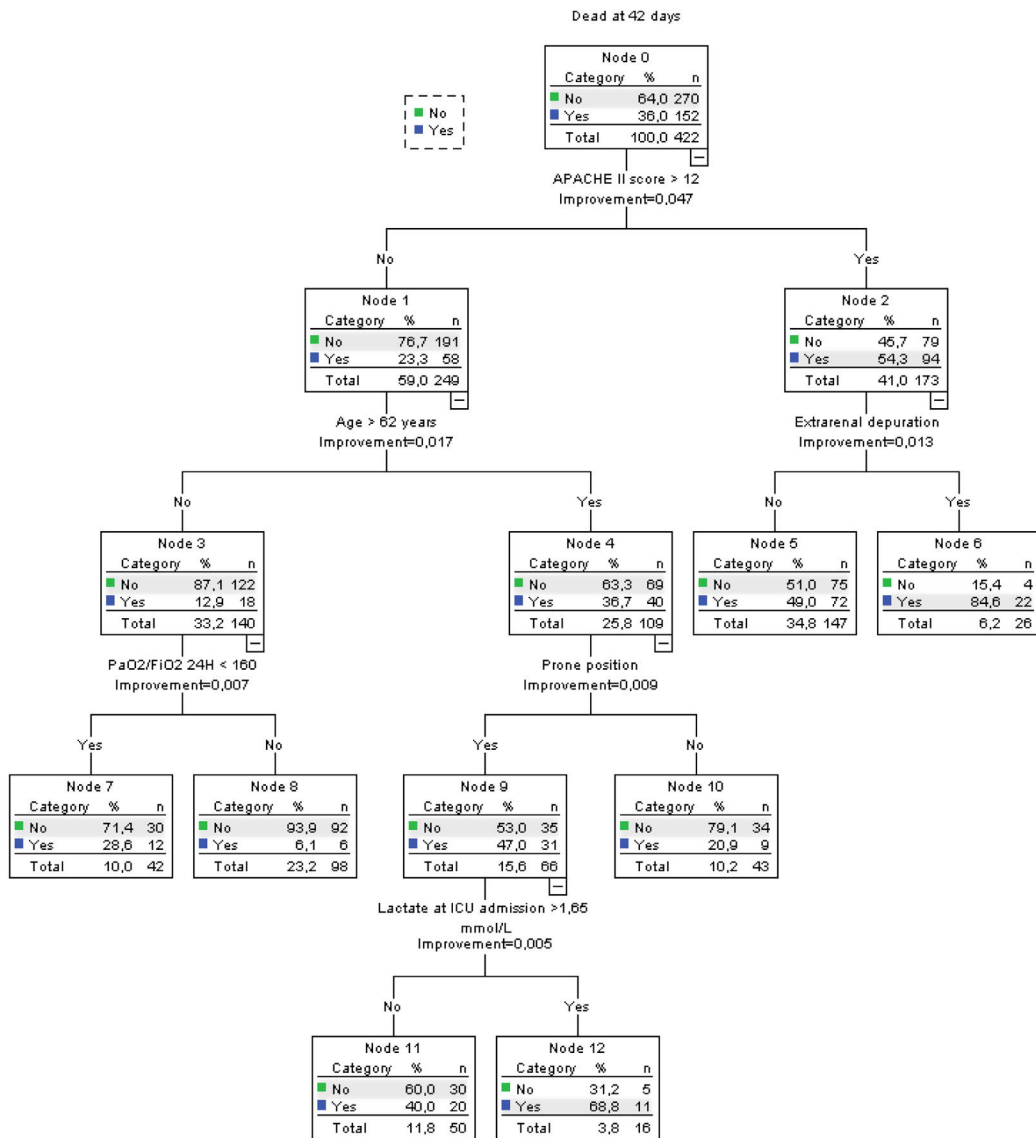 Dead at 42 days
Node 0
Category % n
No 64,0 270
Yes 36,0 152
Total 100,0 422
No
Yes
APACHE II score > 12
Improvement=0,047
No
Yes
Node 1
Category % n
No 76,7 191
Yes 23,3 58
Total 59,0 249
Node 2
Category % n
No 45,7 79
Yes 54,3 94
Total 41,0 173
Age > 62 years
Improvement=0,017
Extrarenal depuration
Improvement=0,013
No
Yes
No
Yes
Node 3
Category % n
No 87,1 122
Yes 12,9 18
Total 33,2 140
Node 4
Category % n
No 63,3 69
Yes 36,7 40
Total 25,8 109
Node 5
Category % n
No 51,0 75
Yes 49,0 72
Total 34,8 147
Node 6
Category % n
No 15,4 4
Yes 84,6 22
Total 6,2 26
PaO2/FiO2 24H < 160
Improvement=0,007
Prone position
Improvement=0,009
Yes
No
Yes
No
Node 7
Category % n
No 71,4 30
Yes 28,6 12
Total 10,0 42
Node 8
Category % n
No 93,9 92
Yes 6,1 6
Total 23,2 98
Node 9
Category % n
No 53,0 35
Yes 47,0 31
Total 15,6 66
Node 10
Category % n
No 79,1 34
Yes 20,9 9
Total 10,2 43
Lactate at ICU admission >1,65
mmol/L
Improvement=0,005
No
Yes
Node 11
Category % n
No 60,0 30
Yes 40,0 20
Total 11,8 50
Node 12
Category % n
No 31,2 5
Yes 68,8 11
Total 3,8 16